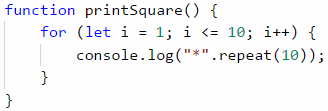 function printSquare() {
    for (let i = 1; i <= 10; i++) {
        console.log("*".repeat(10));
    }
}